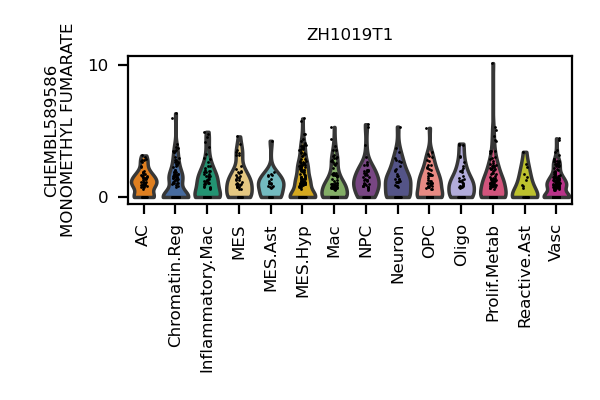 ZH1019T1
CHEMBL589586
MONOMETHYL FUMARATE
10
0
AC
Chromatin.Reg
Inflammatory.Mac
MES
MES.Ast
MES.Hyp
Mac
NPC
Neuron
OPC
Oligo
Prolif.Metab
Reactive.Ast
Vasc